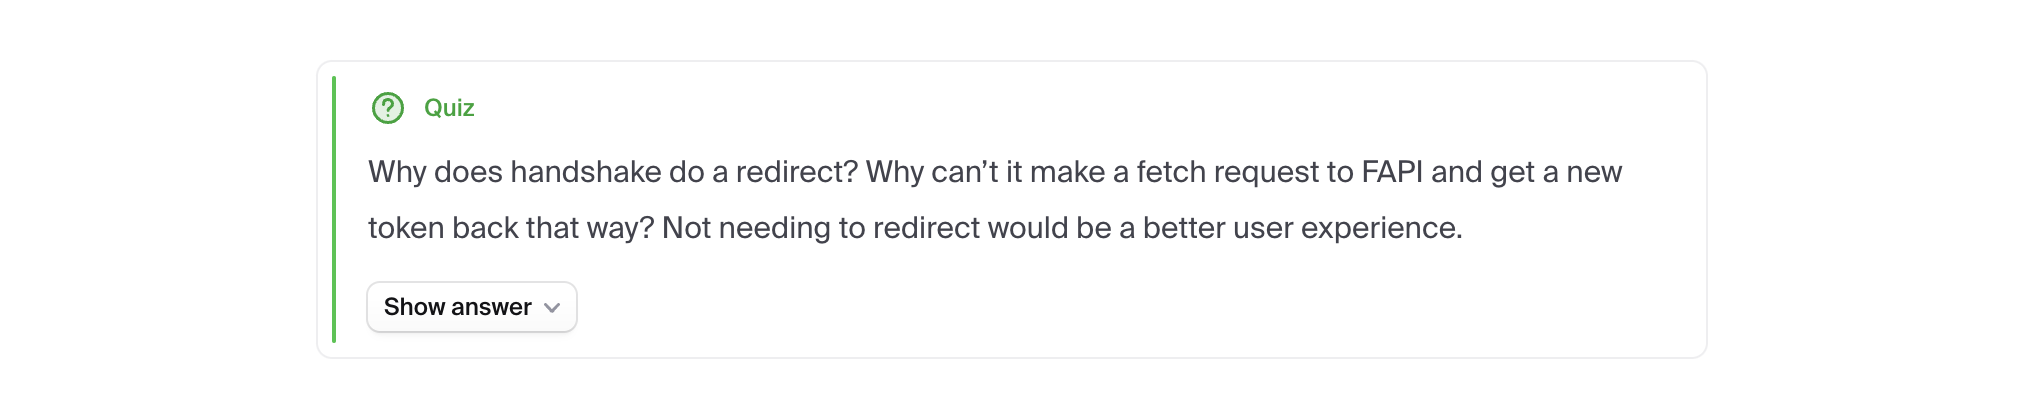 Quiz
Why does handshake do a redirect? Why can’t it make a fetch request to FAPI and get a new
token back that way? Not needing to redirect would be a better user experience.
Show answer